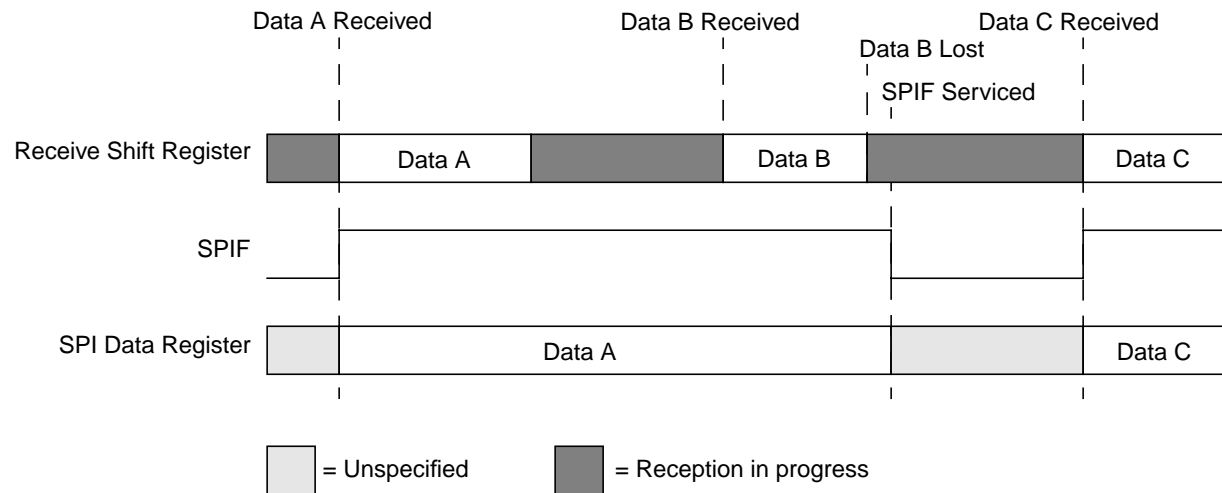 Data A Received
Data B Received
Data C Received
Data B Lost
SPIF Serviced
Receive Shift Register
Data A
Data B
Data C
SPIF
SPI Data Register
Data A
Data C
= Unspecified
= Reception in progress